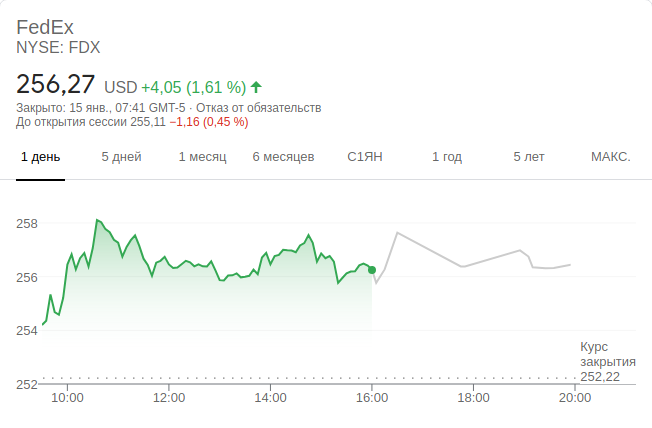 FedEx
NYSE: FDX
256,27 USD +4,05 (1,61 %)
Закрыто: 15 янв., 07:41 GMT-5 · Отказ от обязательств
До открытия сессии 255,11 −1,16 (0,45 %)
1 день 5 дней 1 месяц 6 месяцев С1ЯН 1 год 5 лет МАКС.
258
256
254
Курс
закрытия
252,22
252
10:00 12:00 14:00 16:00 18:00 20:00